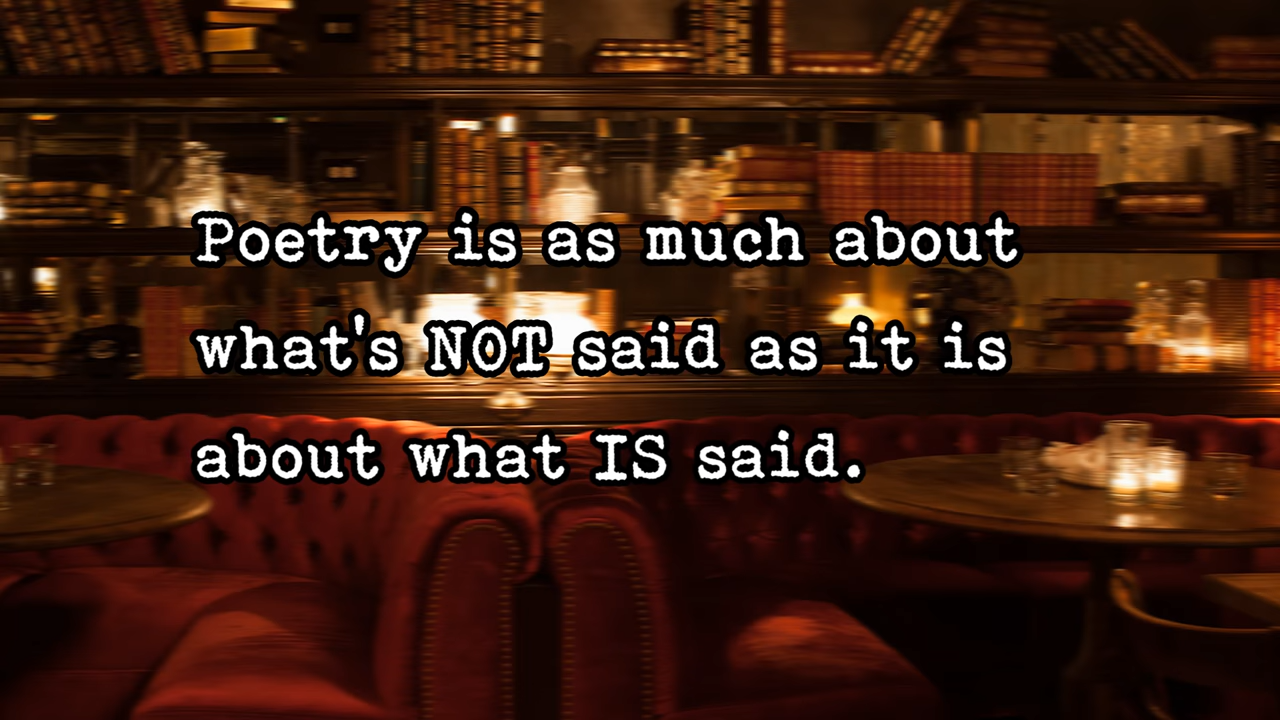 Poetry is as much about
what's NOT said as it is
about what IS said.